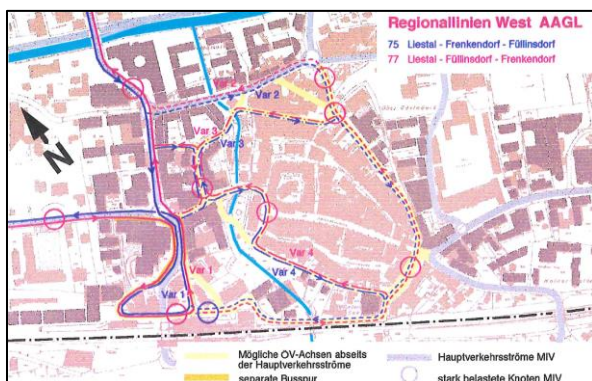 Regionallinien West AAGL
75 Liestal - Frenkendorf - Füllinsdorf
77 Liestal - Füllinsdorf - Frenkendorf
Var 2
Var 3
Var 3
Var 4
Var 1
Var 4
Var 1
N
Mögliche ÖV-Achsen abseits
der Hauptverkehrsströme
separate Busspur
Hauptverkehrsströme MIV
stark belastete Knoten MIV